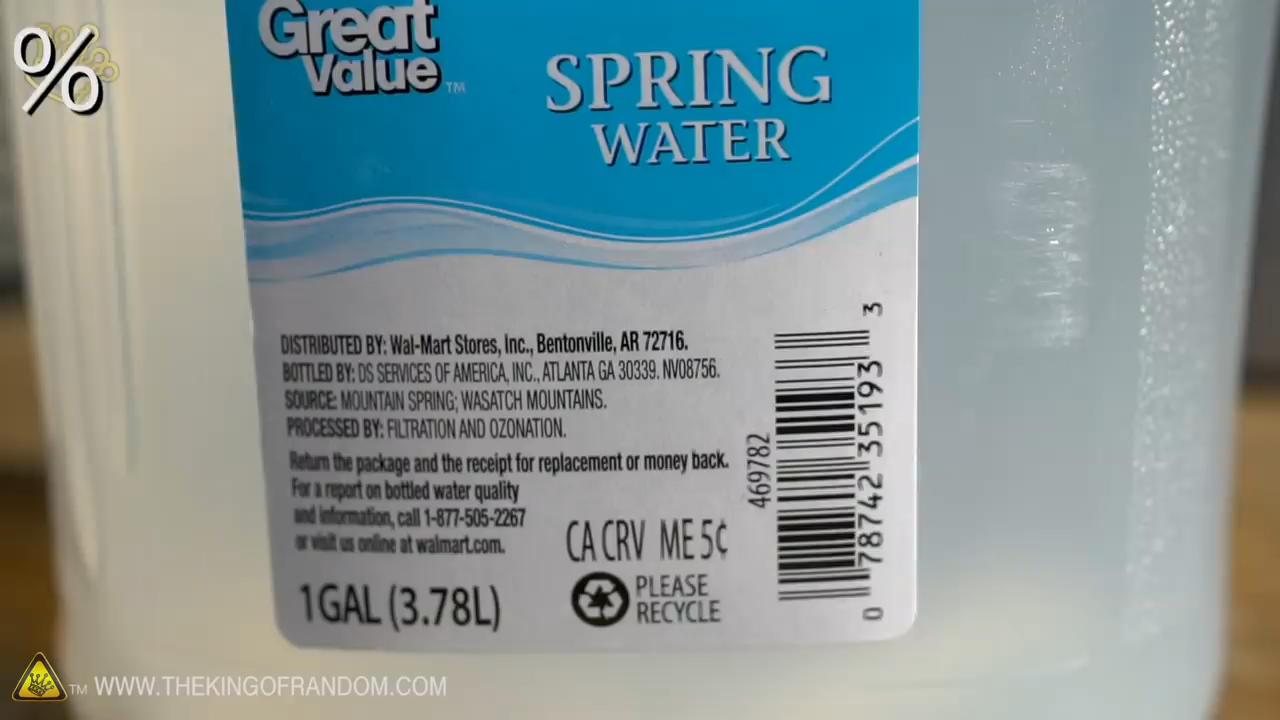 %
Great
Value™
SPRING
WATER
DISTRIBUTED BY: Wal-Mart Stores, Inc., Bentonville, AR 72716.
BOTTLED BY: DS SERVICES OF AMERICA, INC., ATLANTA GA 30339. NV08756.
SOURCE: MOUNTAIN SPRING; WASATCH MOUNTAINS.
PROCESSED BY: FILTRATION AND OZONATION.
Return the package and the receipt for replacement or money back.
For a report on bottled water quality
and information, call 1-877-505-2267
or visit us online at walmart.com.
CA CRV ME 5¢
1GAL (3.78L)
PLEASE
RECYCLE
469782
0 78742 35193 3
™ WWW.THEKINGOFRANDOM.COM